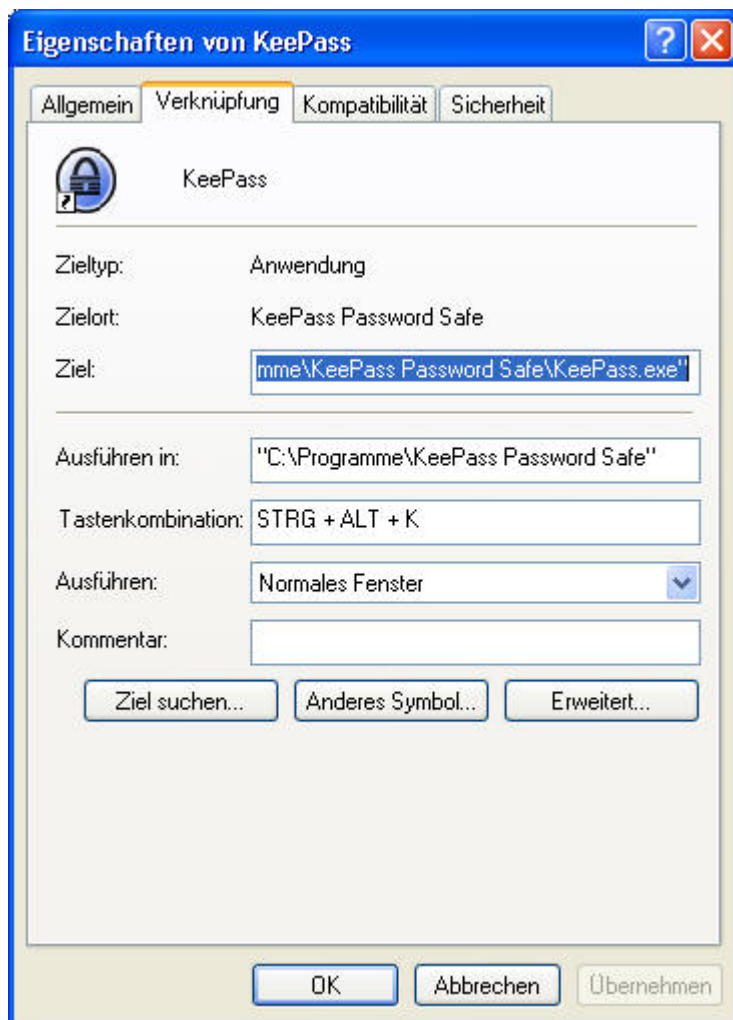 Eigenschaften von KeePass
Allgemein Verknüpfung Kompatibilität Sicherheit
KeePass
Zieltyp: Anwendung
Zielort: KeePass Password Safe
Ziel: mme\KeePass Password Safe\KeePass.exe"
Ausführen in: "C:\Programme\KeePass Password Safe"
Tastenkombination: STRG + ALT + K
Ausführen: Normales Fenster
Kommentar:
Ziel suchen... Anderes Symbol... Erweitert...
OK Abbrechen Übernehmen